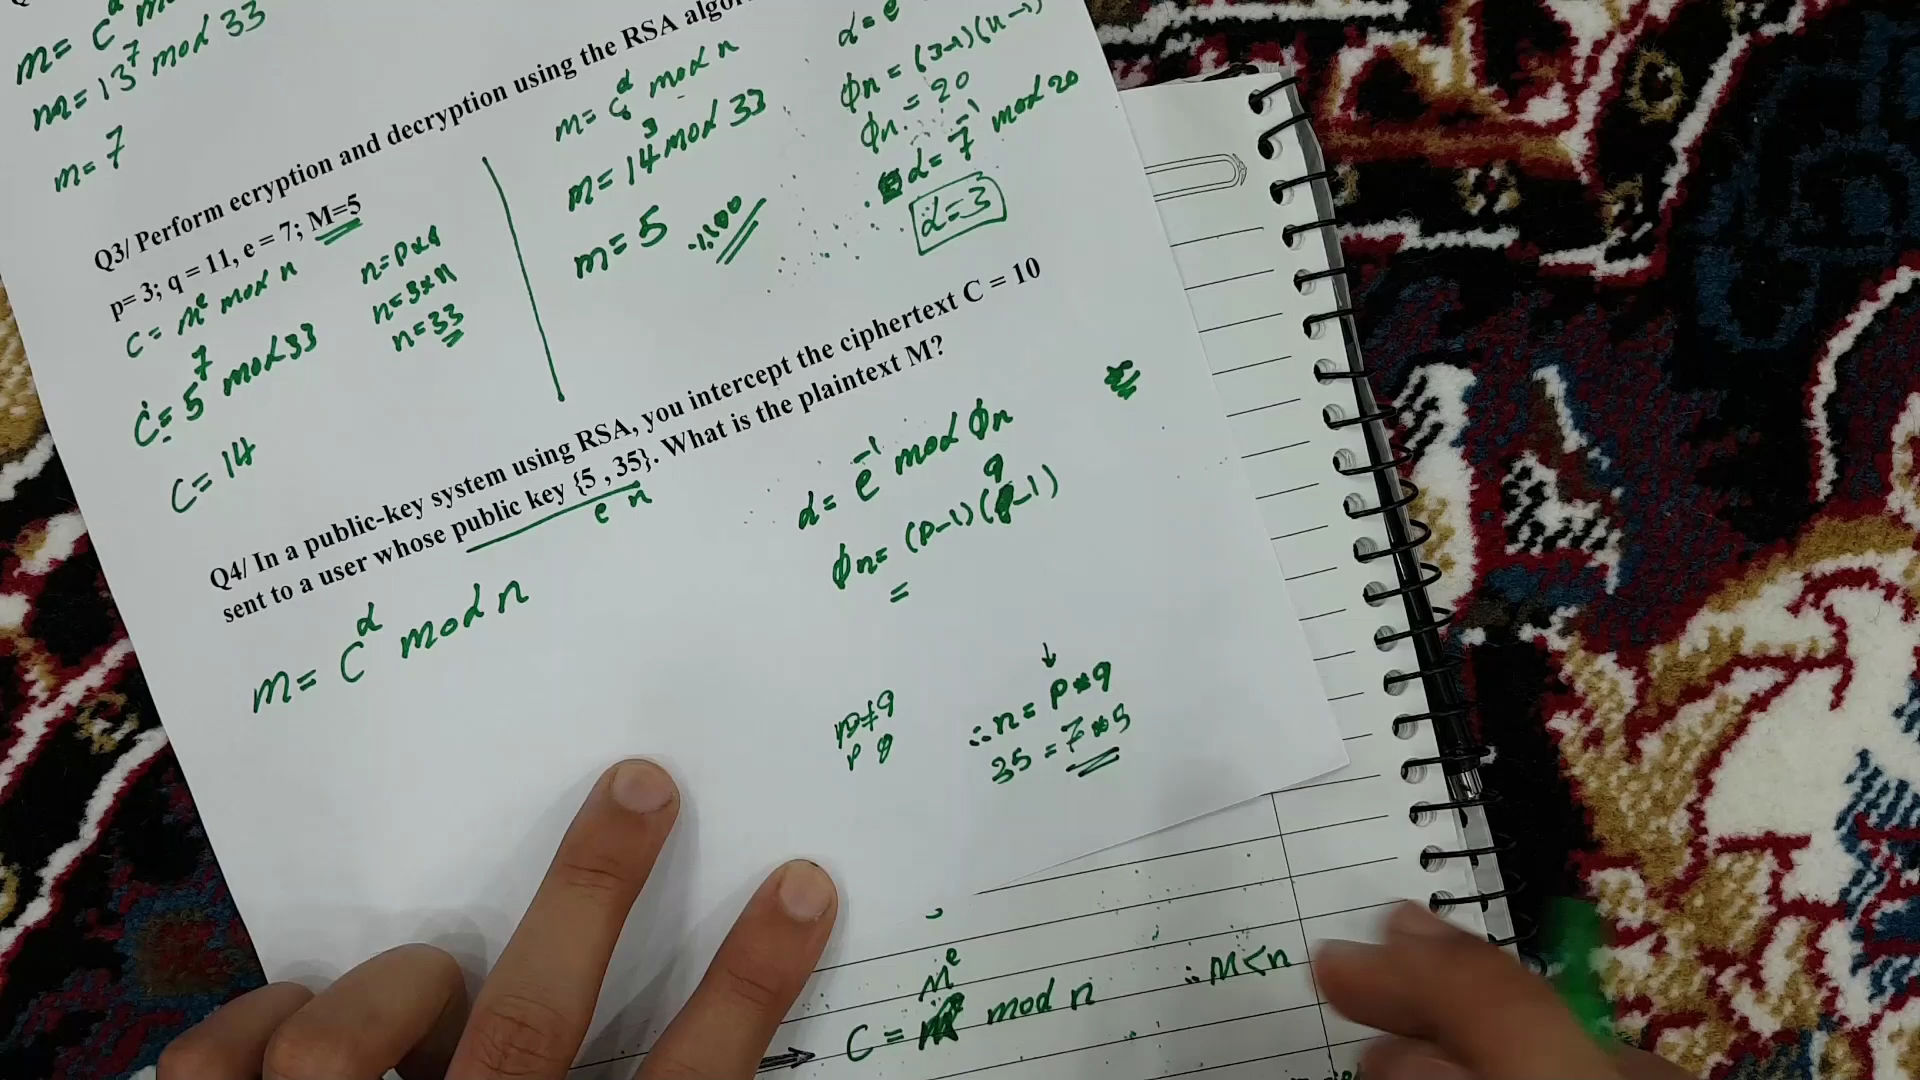 m= C^d m
m=13^7 mod 33
m=7
Q3/ Perform ecryption and decryption using the RSA algor
p= 3; q = 11, e = 7; M=5
C= M^e mod n
C= 5^7 mod 33
C= 14
n=p*q
n=3*11
n=33
m= C^d mod n
m= 14^3 mod 33
m= 5
%100
d= e
Φn = (3-1)(11-1)
Φn = 20
d= 7^-1 mod 20
d=3
Q4/ In a public-key system using RSA, you intercept the ciphertext C = 10
sent to a user whose public key {5 ,35}. What is the plaintext M?
e n
m= C^d mod n
d= e^-1 mod Φn
Φn= (p-1)(q-1)
=
p≠q
∴n= p*q
35 = 7*5
C = M^e mod n
∴M<n